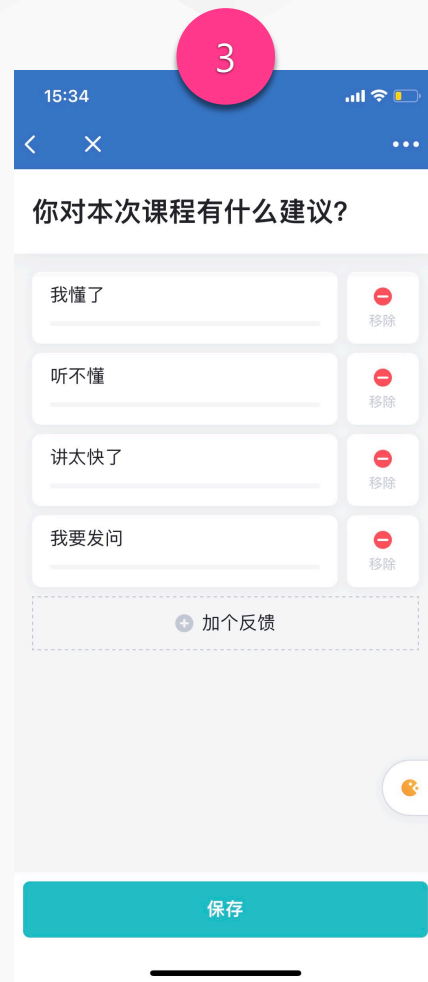 3
15:34
你对本次课程有什么建议?
我懂了
移除
听不懂
移除
讲太快了
移除
我要发问
移除
加个反馈
保存